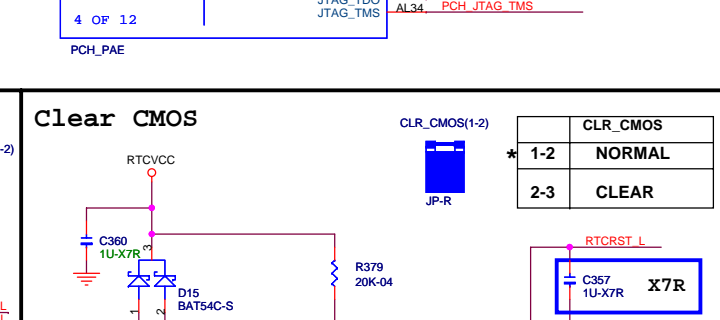 JTAG_TDO
JTAG_TMS
AL34
PCH_JTAG_TMS
4 OF 12
PCH_PAE
-2)
Clear CMOS
CLR_CMOS(1-2)
JP-R
CLR_CMOS
* 1-2 NORMAL
2-3 CLEAR
RTCVCC
C360
1U-X7R
3
D15
BAT54C-S
1
2
R379
20K-04
RTCRST_L
C357
1U-X7R
X7R
L